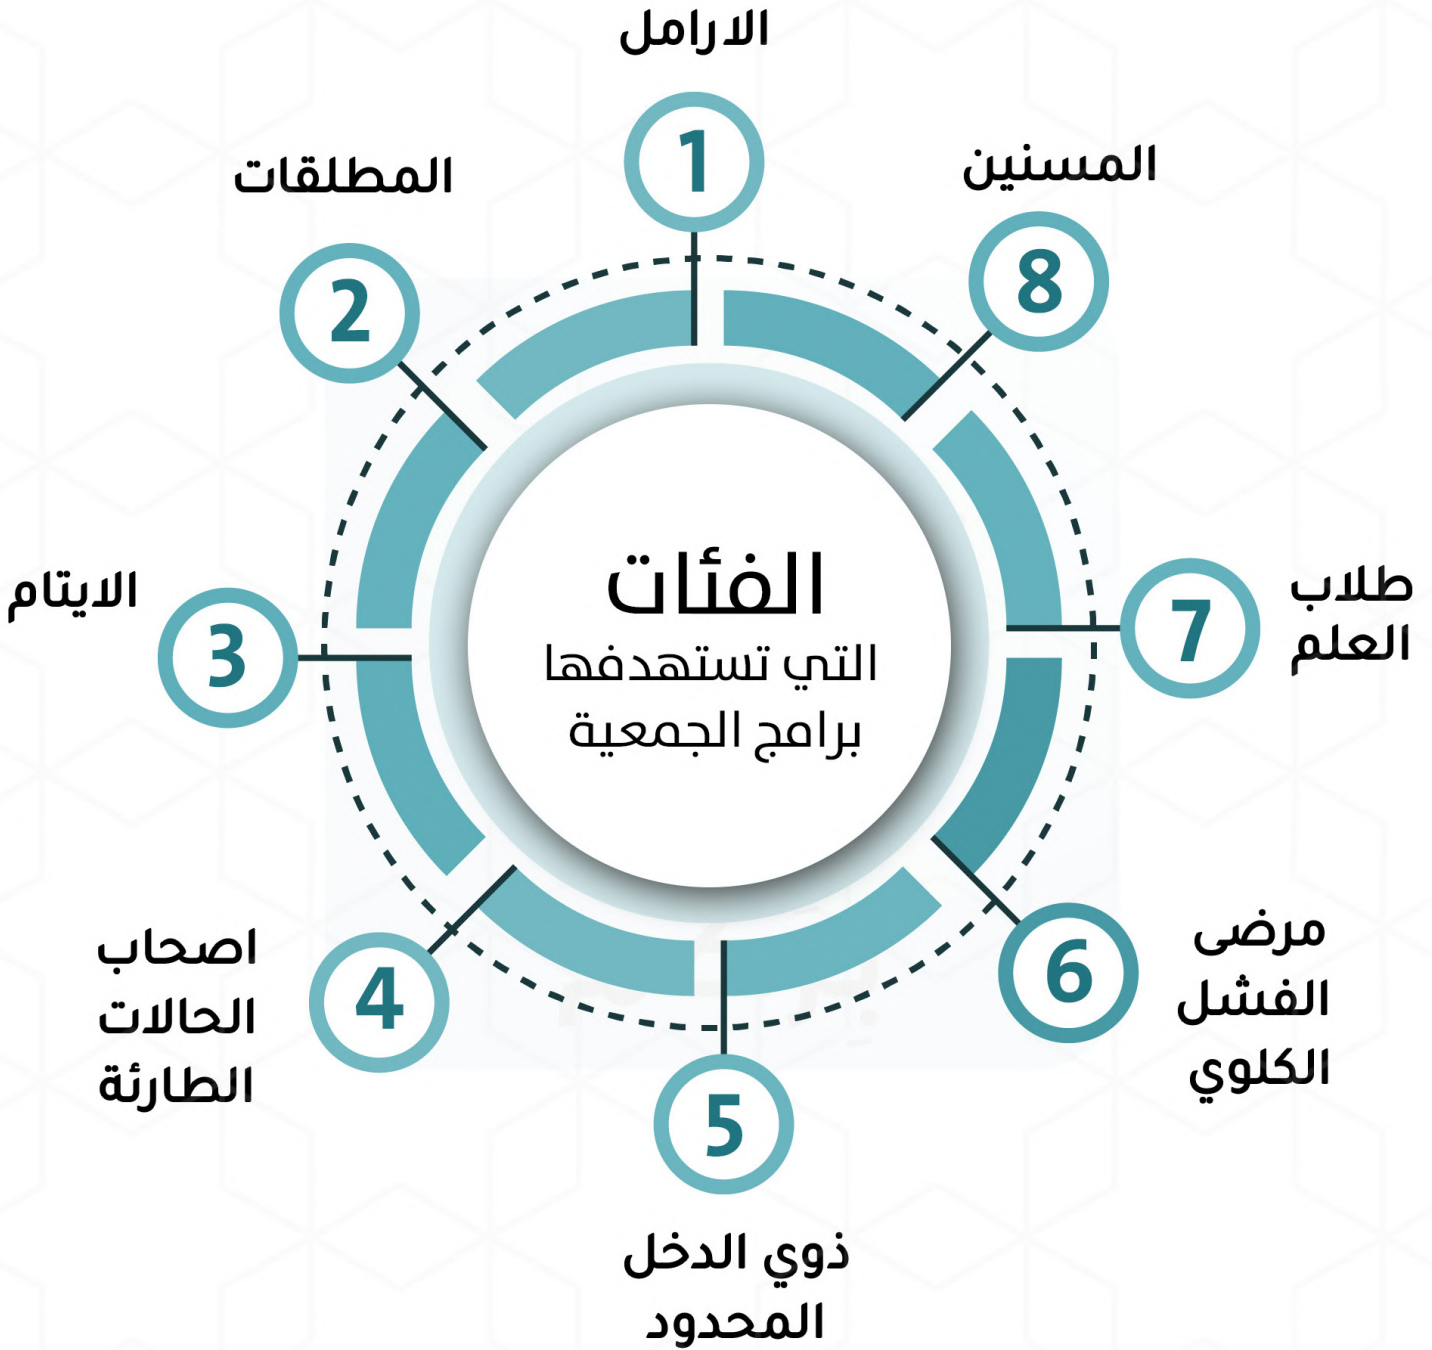 الفئات
التي تستهدفها
برامج الجمعية
1
الارامل
2
المطلقات
3
الايتام
4
اصحاب
الحالات
الطارئة
5
ذوي الدخل
المحدود
6
مرضى
الفشل
الكلوي
7
طلاب
العلم
8
المسنين